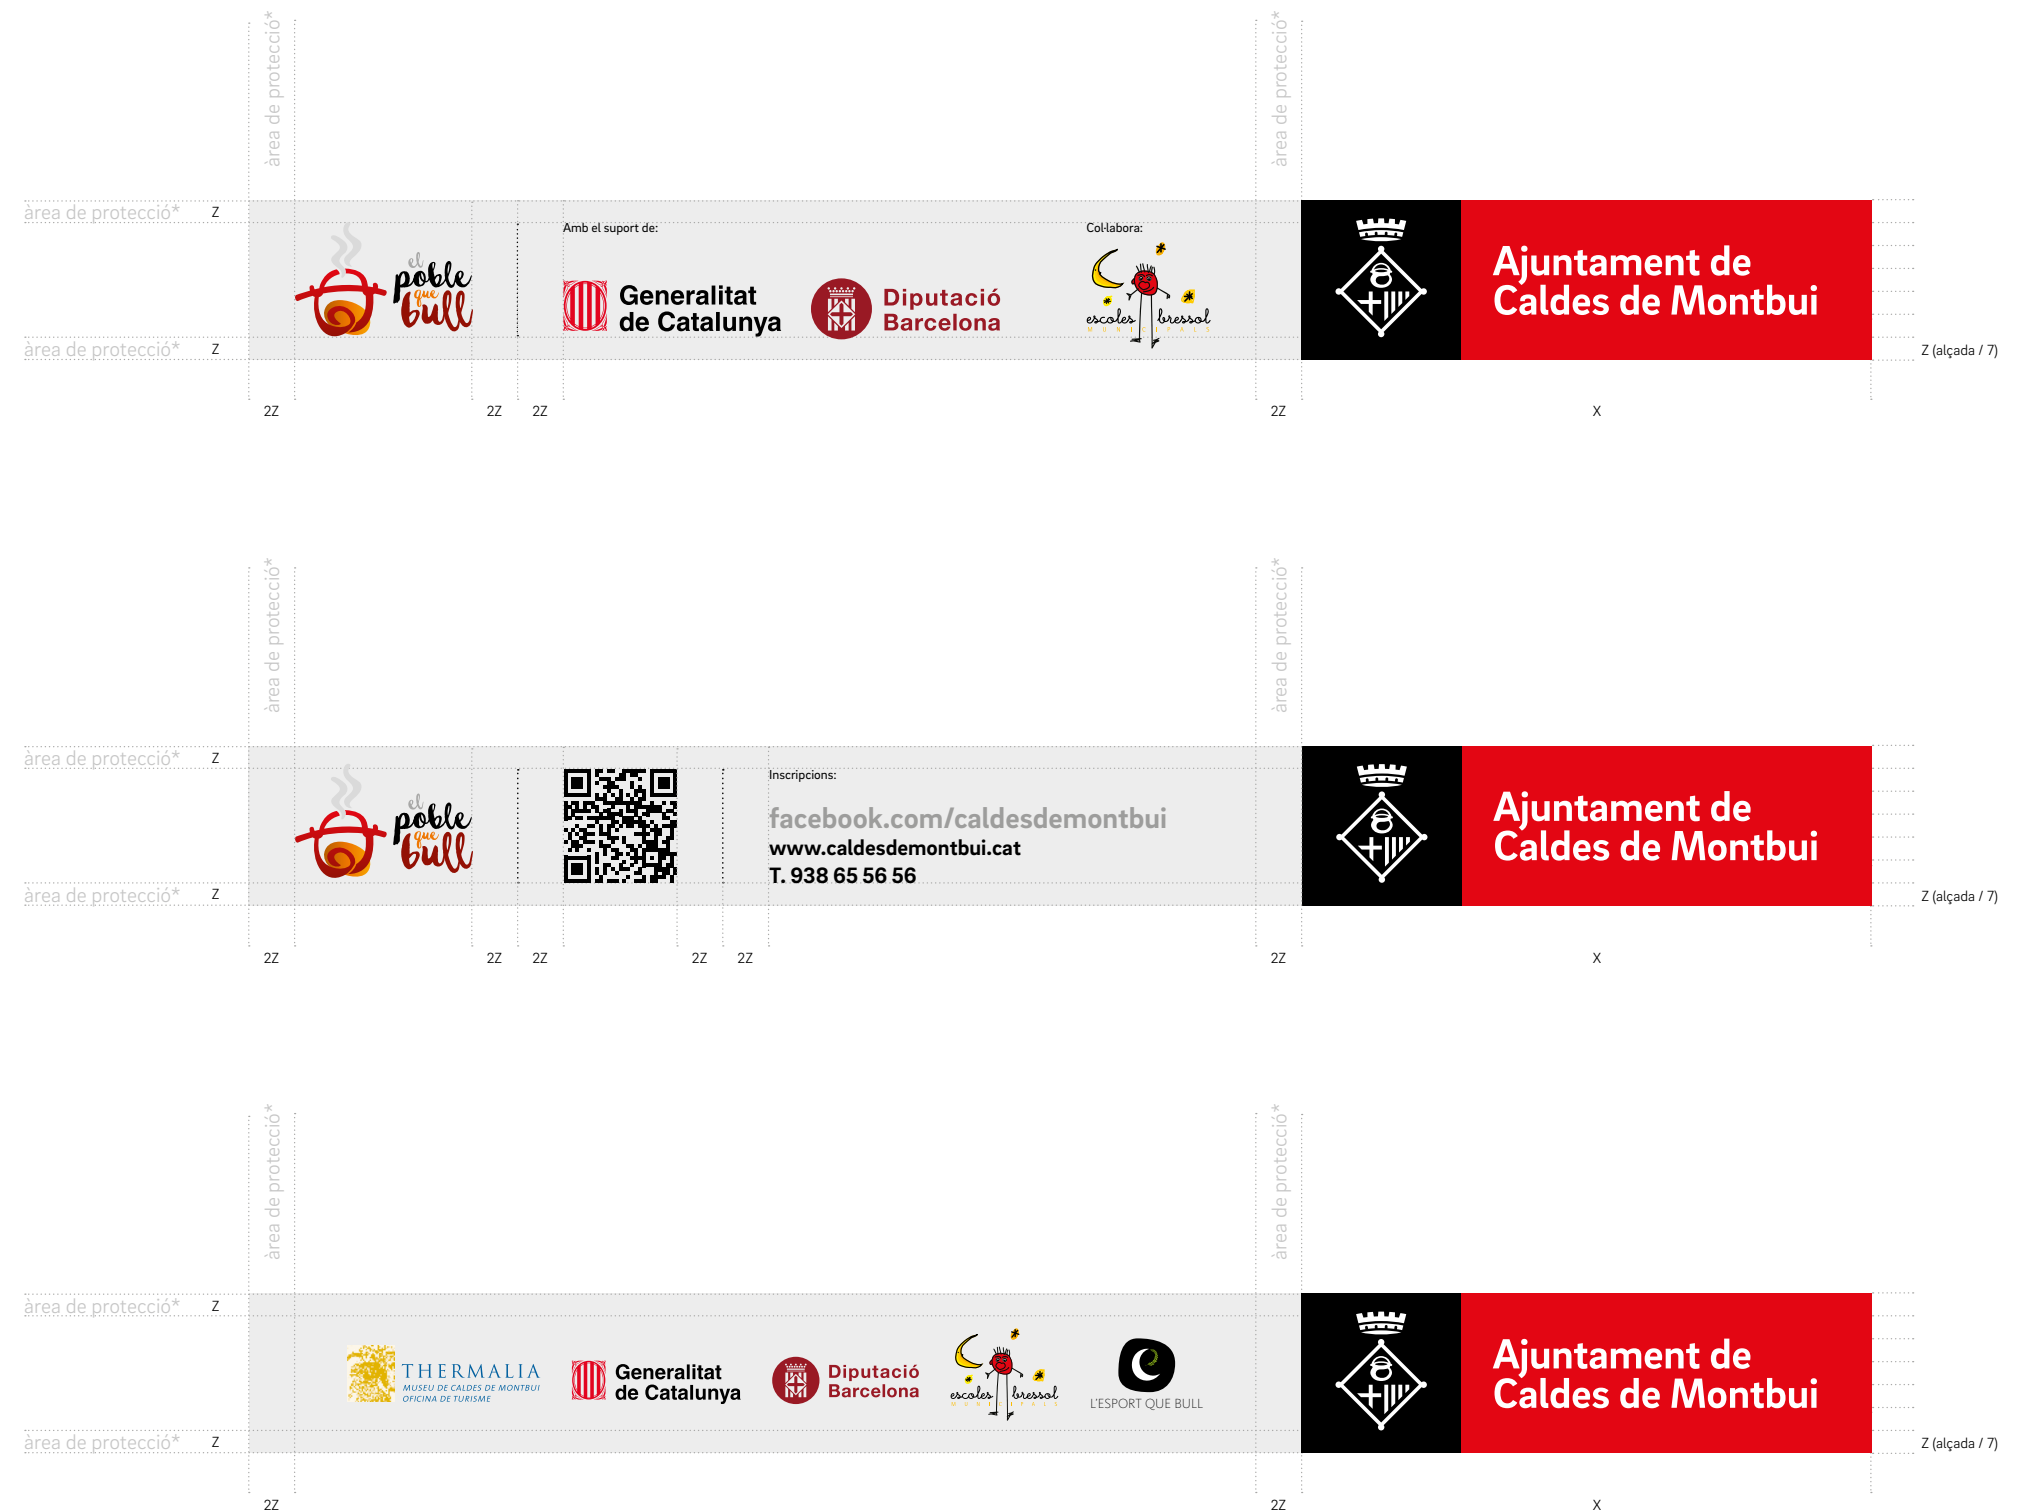 àrea de protecció*
àrea de protecció*
àrea de protecció*
Z
Amb el suport de:
Col·labora:
el
poble
que
bull
Generalitat
de Catalunya
Diputació
Barcelona
escoles bressol
MUNICIPALS
Ajuntament de
Caldes de Montbui
àrea de protecció*
Z
Z (alçada / 7)
2Z
2Z
2Z
2Z
X
àrea de protecció*
àrea de protecció*
àrea de protecció*
Z
Inscripcions:
el
poble
que
bull
facebook.com/caldesdemontbui
www.caldesdemontbui.cat
T. 938 65 56 56
Ajuntament de
Caldes de Montbui
àrea de protecció*
Z
Z (alçada / 7)
2Z
2Z
2Z
2Z
2Z
2Z
X
àrea de protecció*
àrea de protecció*
àrea de protecció*
Z
THERMALIA
MUSEU DE CALDES DE MONTBUI
OFICINA DE TURISME
Generalitat
de Catalunya
Diputació
Barcelona
escoles bressol
MUNICIPALS
L'ESPORT QUE BULL
Ajuntament de
Caldes de Montbui
àrea de protecció*
Z
Z (alçada / 7)
2Z
2Z
X